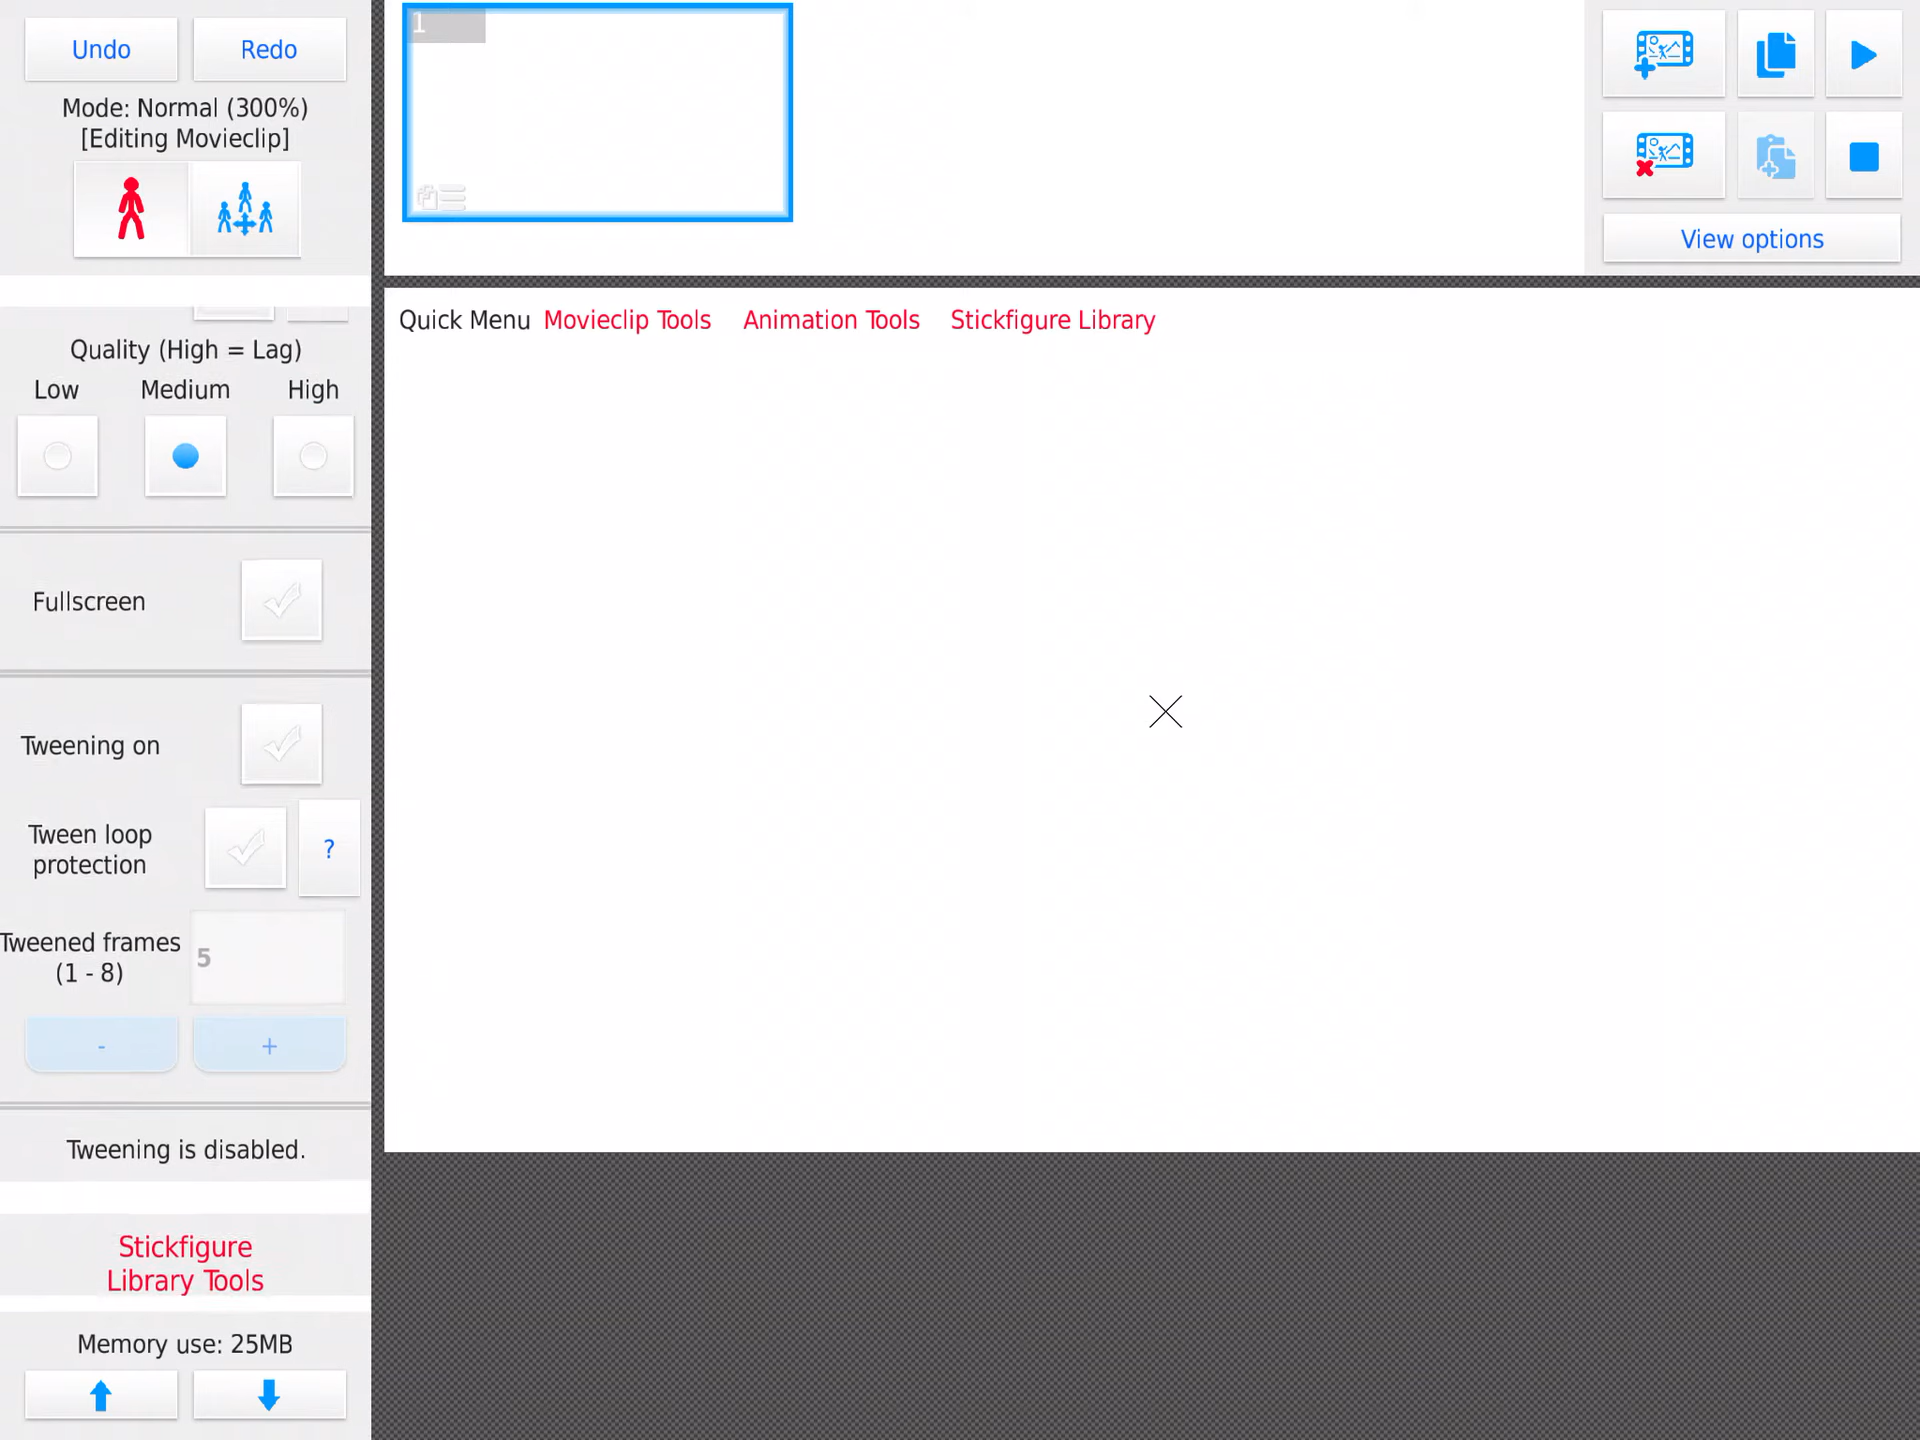 Undo Redo
Mode: Normal (300%)
[Editing Movieclip]
1
View options
Quick Menu Movieclip Tools Animation Tools Stickfigure Library
Quality (High = Lag)
Low Medium High
Fullscreen
Tweening on
Tween loop
protection
?
Tweened frames
(1 - 8)
5
- +
Tweening is disabled.
Stickfigure
Library Tools
Memory use: 25MB